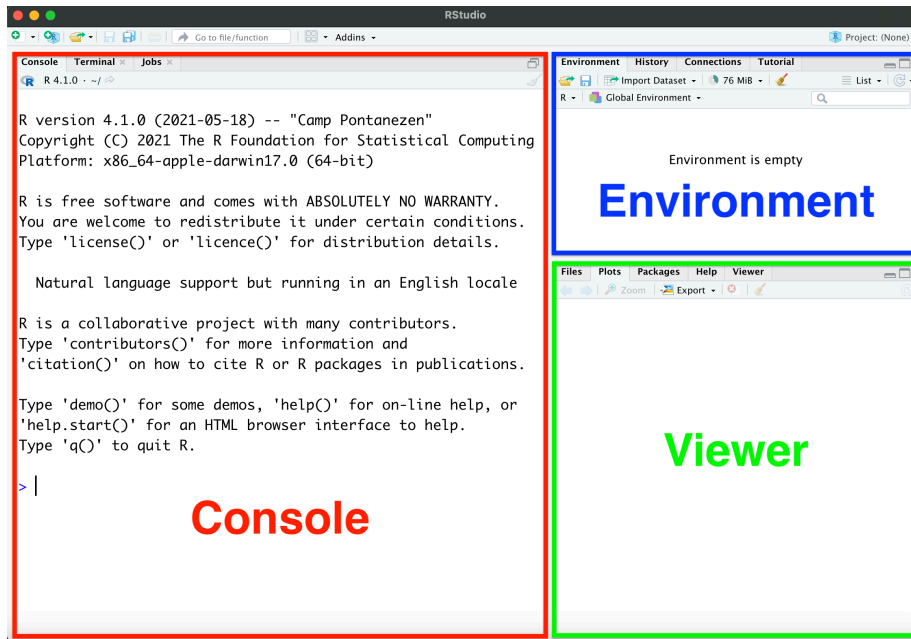 RStudio
Go to file/function
Addins
Project: (None)
Console Terminal Jobs
R 4.1.0 · ~/
R version 4.1.0 (2021-05-18) -- "Camp Pontanezen"
Copyright (C) 2021 The R Foundation for Statistical Computing
Platform: x86_64-apple-darwin17.0 (64-bit)
R is free software and comes with ABSOLUTELY NO WARRANTY.
You are welcome to redistribute it under certain conditions.
Type 'license()' or 'licence()' for distribution details.
Natural language support but running in an English locale
R is a collaborative project with many contributors.
Type 'contributors()' for more information and
'citation()' on how to cite R or R packages in publications.
Type 'demo()' for some demos, 'help()' for on-line help, or
'help.start()' for an HTML browser interface to help.
Type 'q()' to quit R.
>
Console
Environment History Connections Tutorial
Import Dataset 76 MiB List
R Global Environment
Environment is empty
Environment
Files Plots Packages Help Viewer
Zoom Export
Viewer